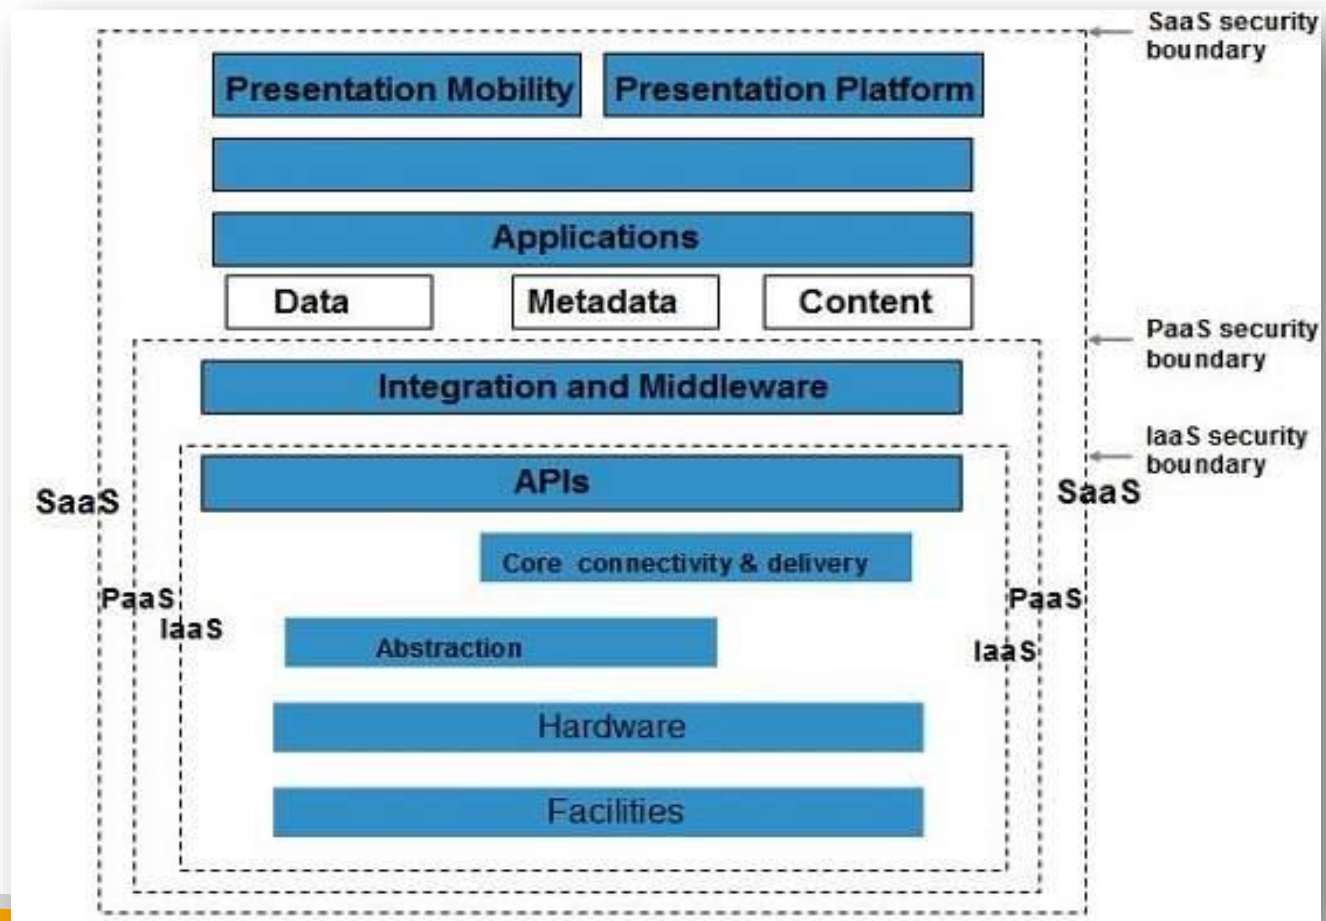 SaaS security
boundary
Presentation Mobility
Presentation Platform
Applications
Data
Metadata
Content
PaaS security
boundary
Integration and Middleware
IaaS security
boundary
APIs
SaaS
SaaS
Core connectivity & delivery
PaaS
PaaS
IaaS
Abstraction
IaaS
Hardware
Facilities